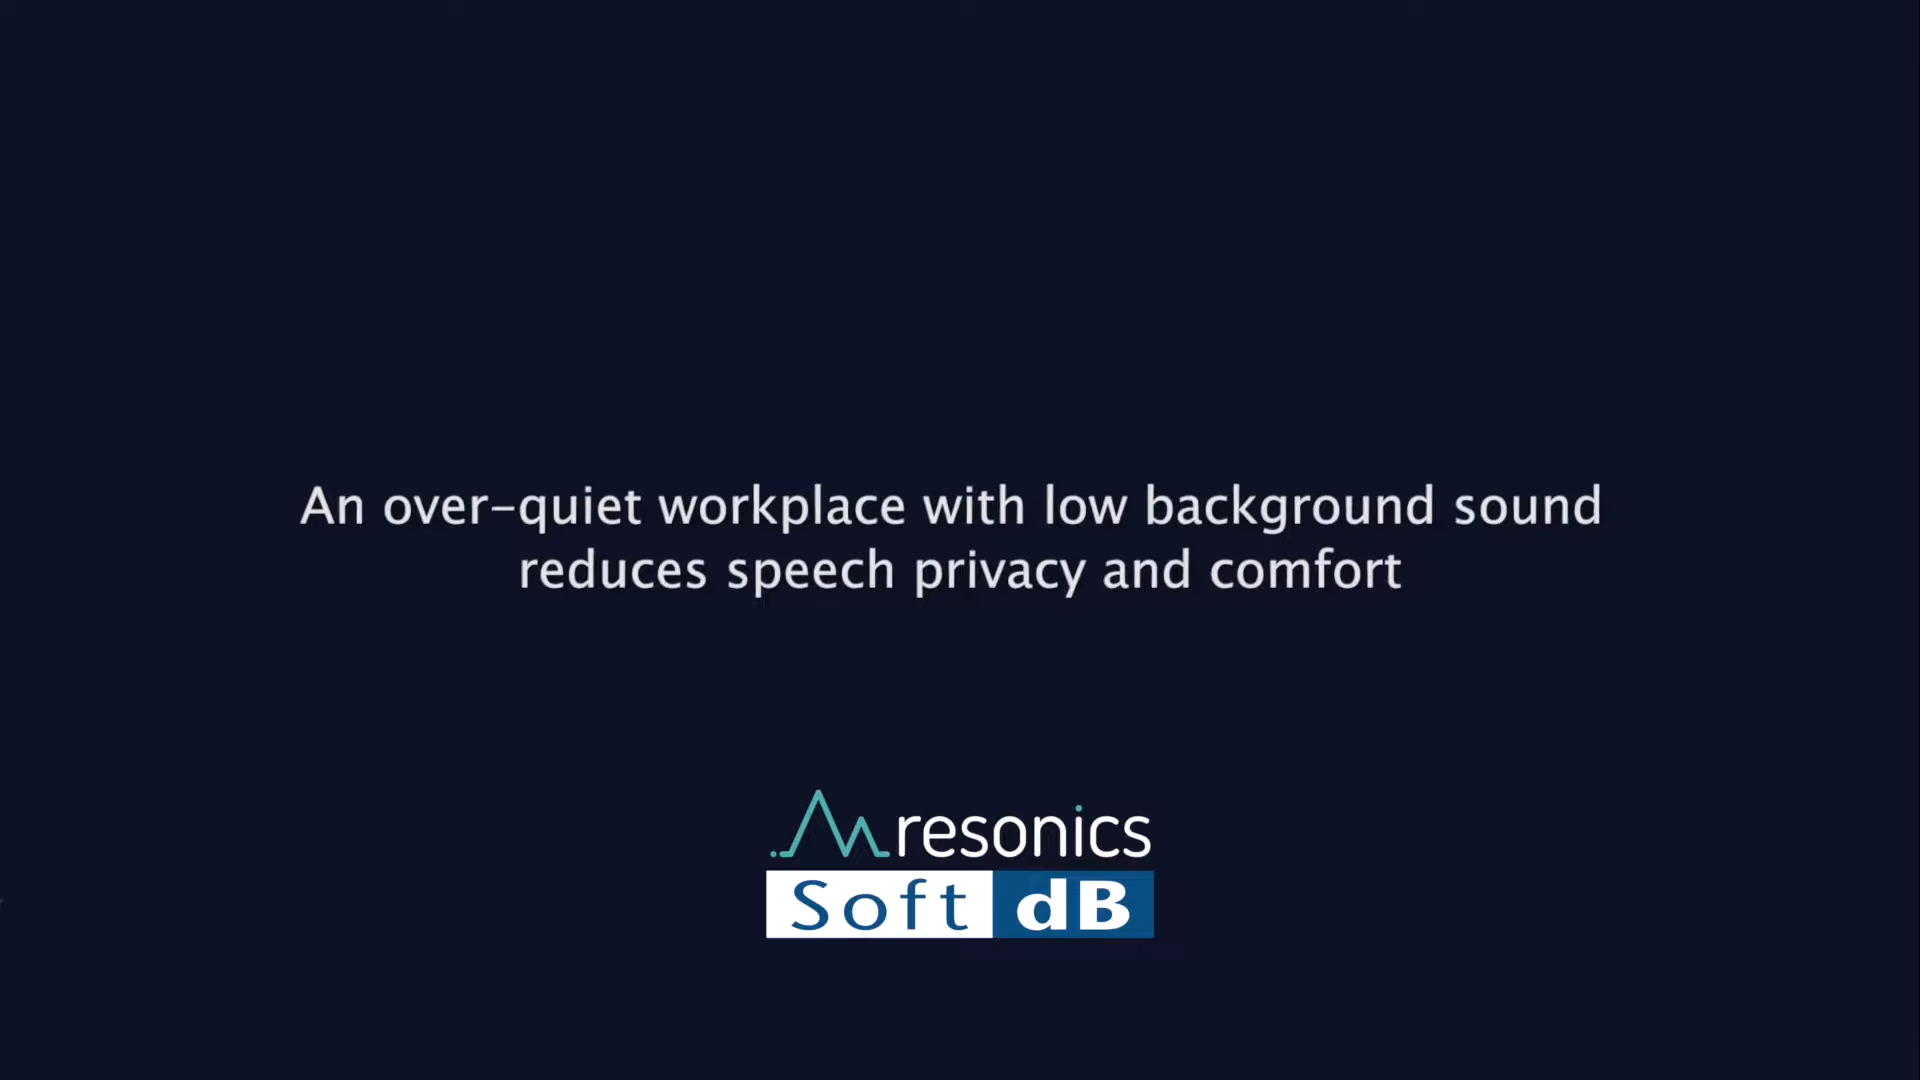 An over-quiet workplace with low background sound
reduces speech privacy and comfort
resonics
Soft dB